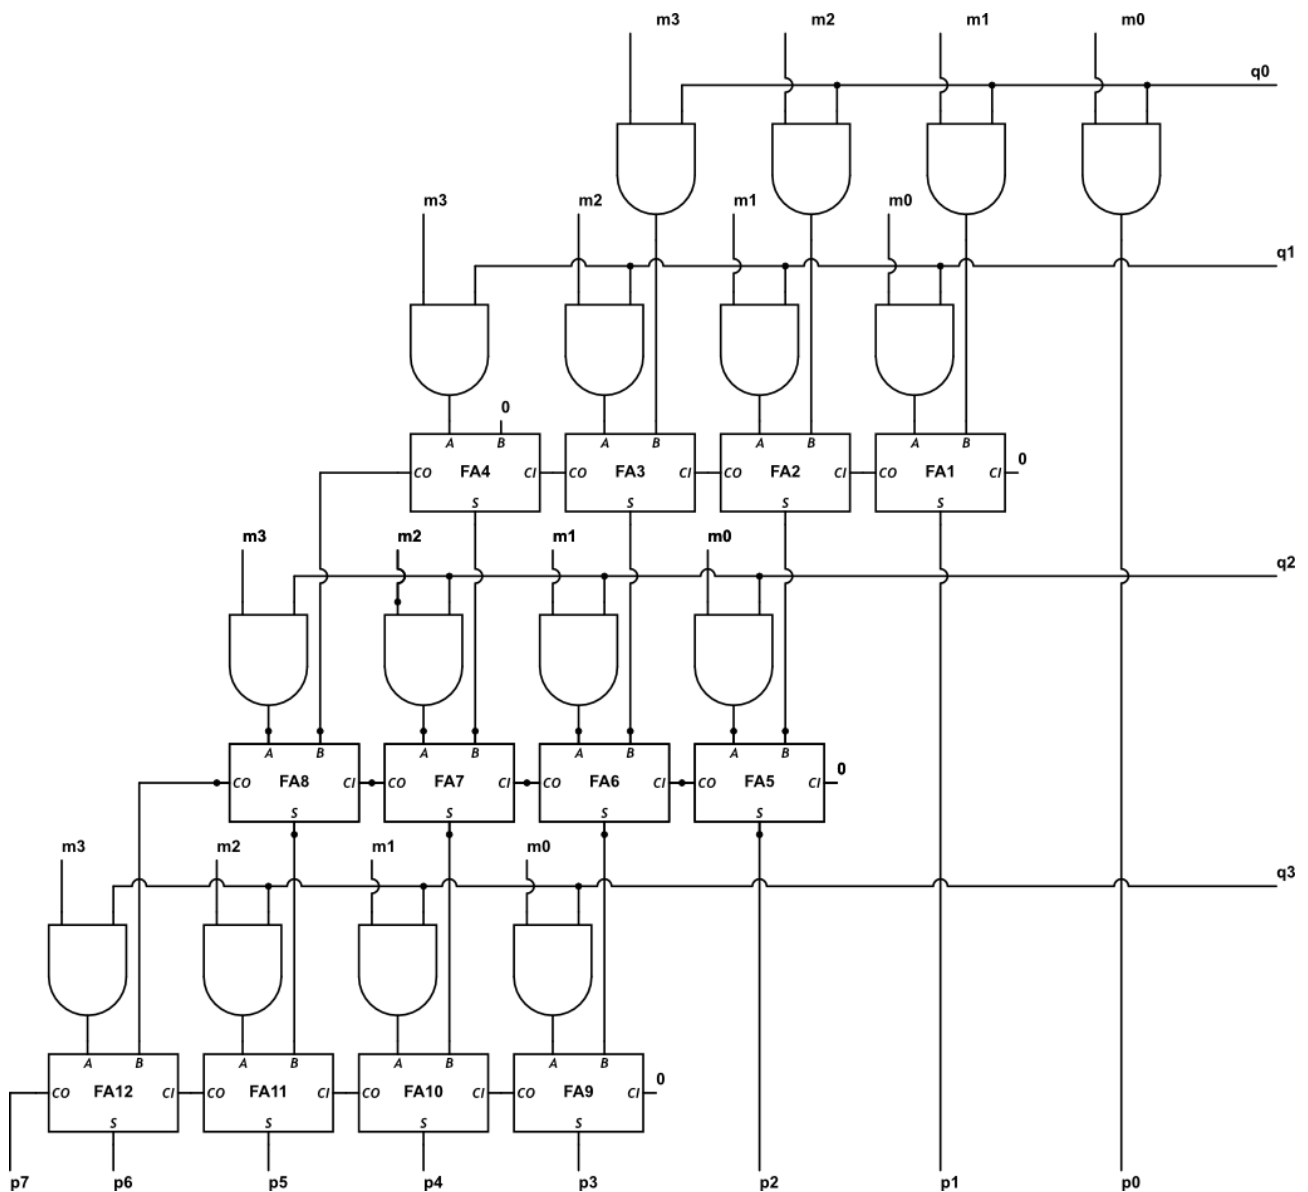 m3 m2 m1 m0
q0
m3 m2 m1 m0
q1
0
A B A B A B A B
CO FA4 CI CO FA3 CI CO FA2 CI CO FA1 CI 0
S S S S
m3 m2 m1 m0
q2
A B A B A B A B
CO FA8 CI CO FA7 CI CO FA6 CI CO FA5 CI 0
S S S S
m3 m2 m1 m0
q3
A B A B A B A B
CO FA12 CI CO FA11 CI CO FA10 CI CO FA9 CI 0
S S S S
p7 p6 p5 p4 p3 p2 p1 p0